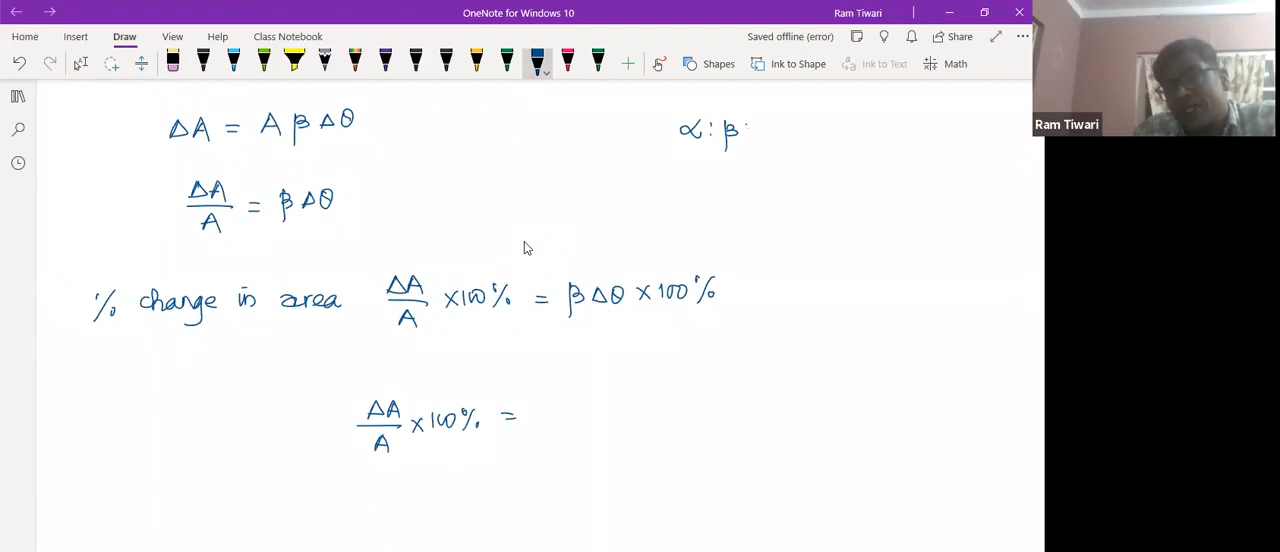 OneNote for Windows 10
Ram Tiwari
Home Insert Draw View Help Class Notebook
Saved offline (error)
Share
Shapes
Ink to Shape
Ink to Text
Math
Ram Tiwari
ΔA = A β Δθ
α : β
ΔA/A = β Δθ
% change in area ΔA/A ×100% = β Δθ ×100%
ΔA/A ×100% =